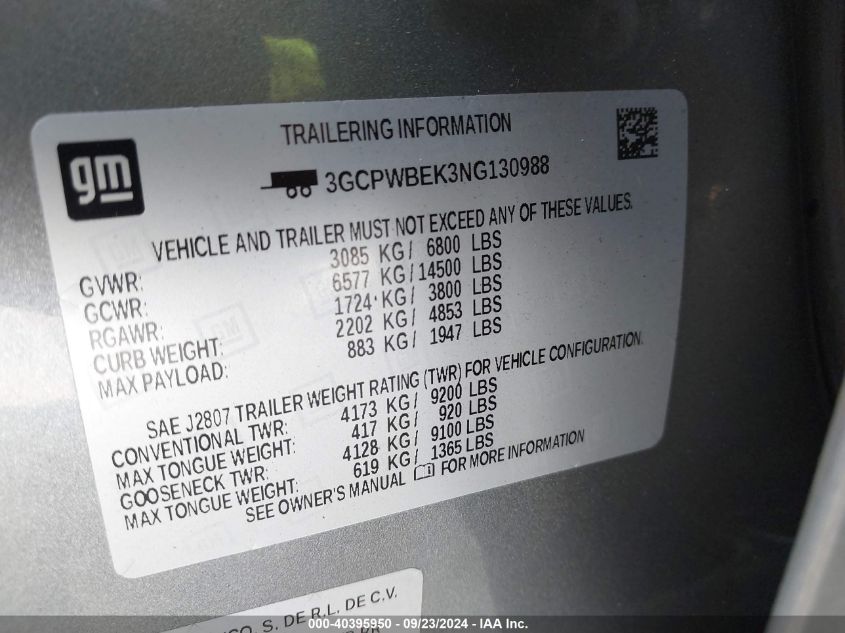 gm
TRAILERING INFORMATION
3GCPWBEK3NG130988
VEHICLE AND TRAILER MUST NOT EXCEED ANY OF THESE VALUES.
GVWR: 3085 KG/ 6800 LBS
GCWR: 6577 KG/14500 LBS
RGAWR: 1724 KG/ 3800 LBS
CURB WEIGHT: 2202 KG/ 4853 LBS
MAX PAYLOAD: 883 KG/ 1947 LBS
SAE J2807 TRAILER WEIGHT RATING (TWR) FOR VEHICLE CONFIGURATION.
CONVENTIONAL TWR: 4173 KG/ 9200 LBS
MAX TONGUE WEIGHT: 417 KG/ 920 LBS
GOOSENECK TWR: 4128 KG/ 9100 LBS
MAX TONGUE WEIGHT: 619 KG/ 1365 LBS
SEE OWNER'S MANUAL FOR MORE INFORMATION
S. DE R.L. DE C.V.
000-40395950 - 09/23/2024 - IAA Inc.